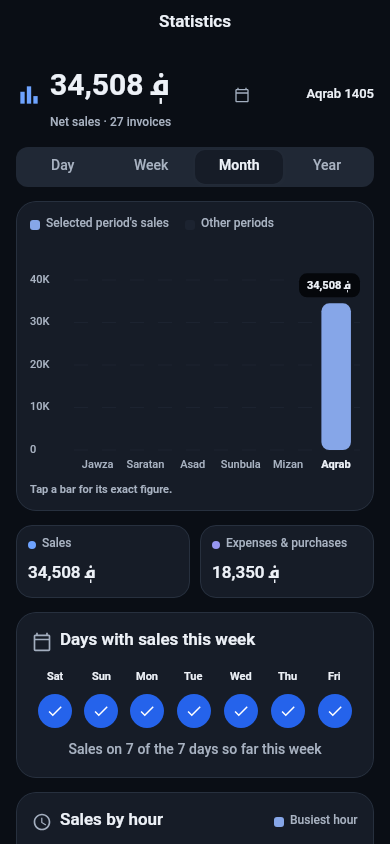 Statistics
34,508 ؋
Net sales · 27 invoices
Aqrab 1405
Day Week Month Year
Selected period's sales Other periods
40K
34,508 ؋
30K
20K
10K
0
Jawza Saratan Asad Sunbula Mizan Aqrab
Tap a bar for its exact figure.
Sales
34,508 ؋
Expenses & purchases
18,350 ؋
Days with sales this week
Sat Sun Mon Tue Wed Thu Fri
Sales on 7 of the 7 days so far this week
Sales by hour
Busiest hour